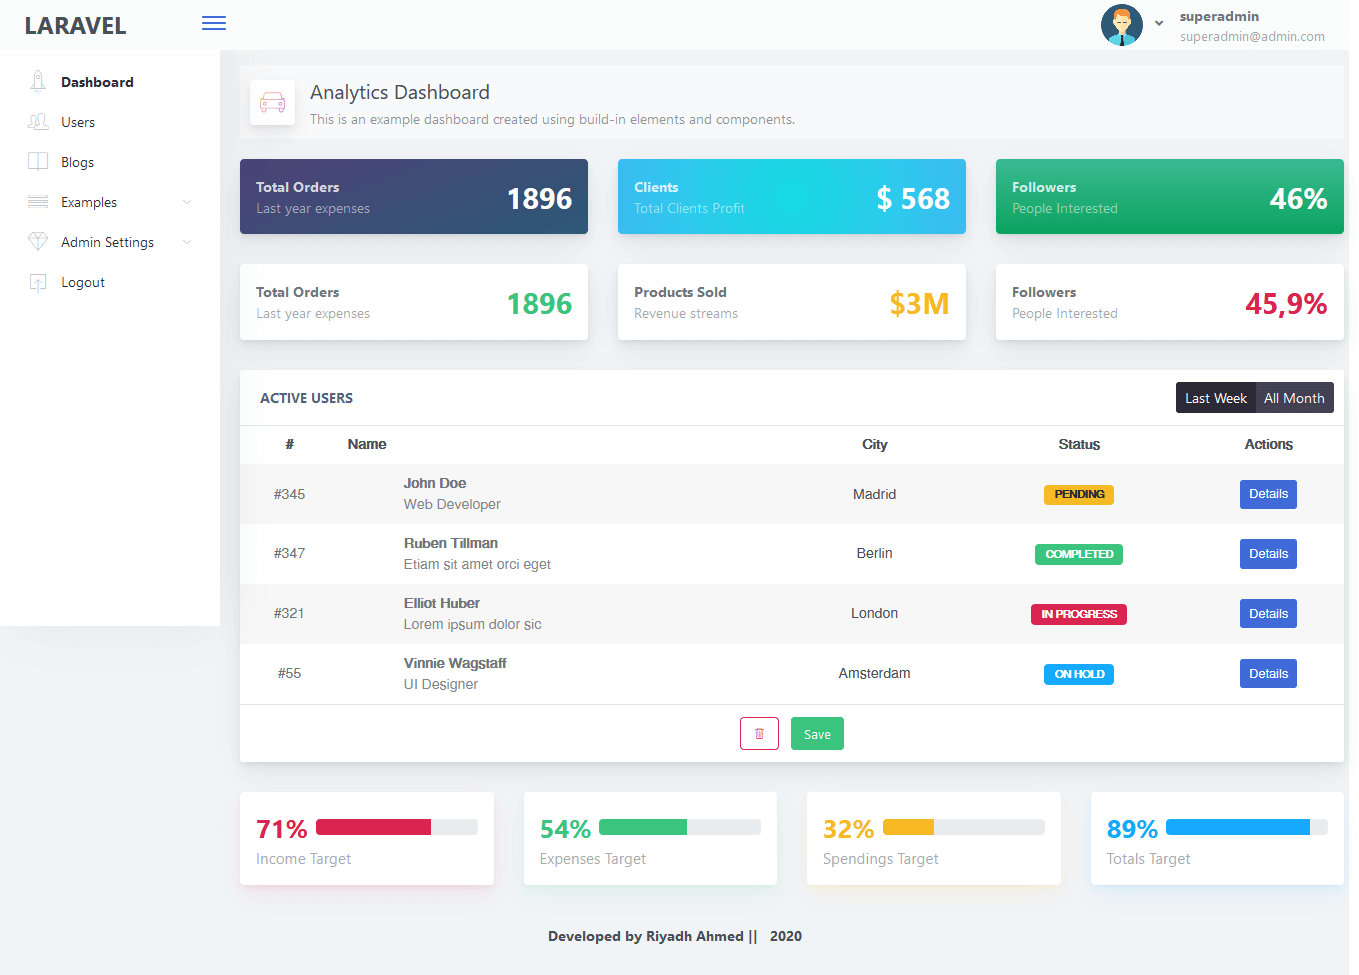 LARAVEL
superadmin
superadmin@admin.com
Dashboard
Users
Blogs
Examples
Admin Settings
Logout
Analytics Dashboard
This is an example dashboard created using build-in elements and components.
Total Orders
Last year expenses
1896
Clients
Total Clients Profit
$ 568
Followers
People Interested
46%
Total Orders
Last year expenses
1896
Products Sold
Revenue streams
$3M
Followers
People Interested
45,9%
ACTIVE USERS
Last Week All Month
# Name City Status Actions
#345 John Doe Web Developer Madrid PENDING Details
#347 Ruben Tillman Etiam sit amet orci eget Berlin COMPLETED Details
#321 Elliot Huber Lorem ipsum dolor sic London IN PROGRESS Details
#55 Vinnie Wagstaff UI Designer Amsterdam ON HOLD Details
Save
71%
Income Target
54%
Expenses Target
32%
Spendings Target
89%
Totals Target
Developed by Riyadh Ahmed || 2020